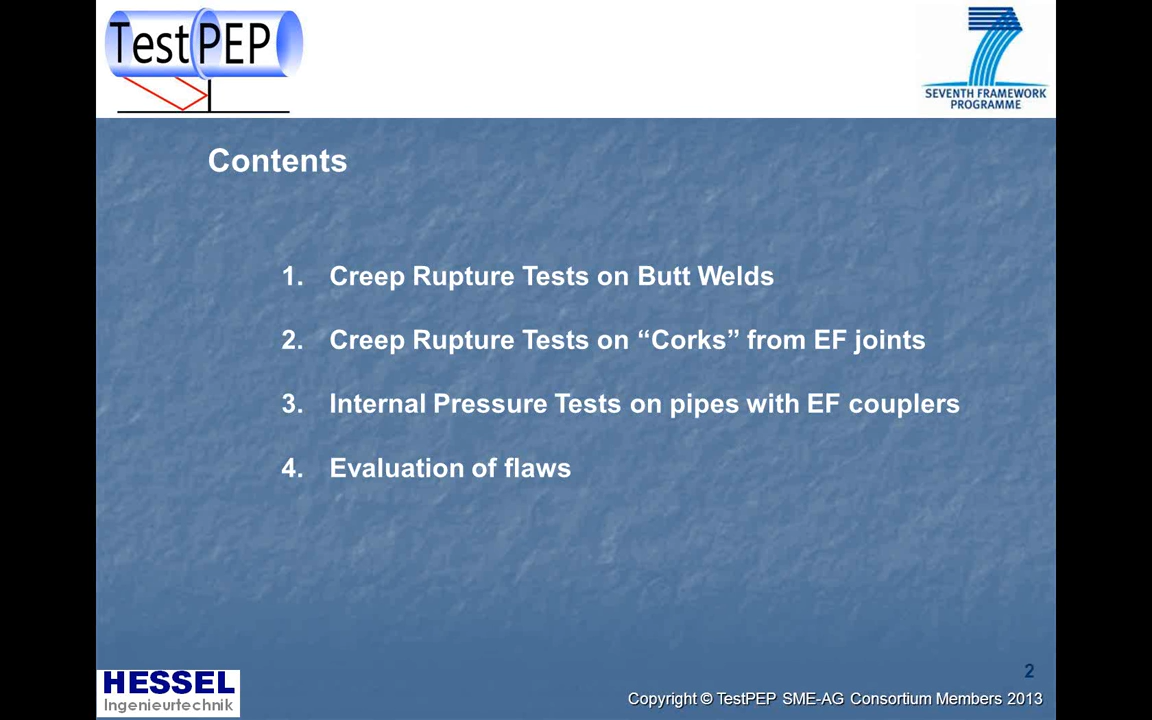 TestPEP
SEVENTH FRAMEWORK
PROGRAMME
Contents
1. Creep Rupture Tests on Butt Welds
2. Creep Rupture Tests on “Corks” from EF joints
3. Internal Pressure Tests on pipes with EF couplers
4. Evaluation of flaws
2
HESSEL
Ingenieurtechnik
Copyright © TestPEP SME-AG Consortium Members 2013